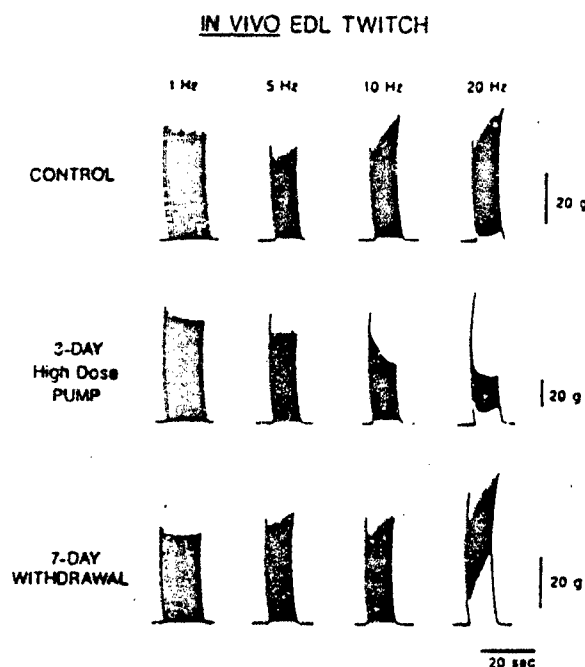 IN VIVO EDL TWITCH
1 Hz 5 Hz 10 Hz 20 Hz
CONTROL
20 g
3-DAY
High Dose
PUMP
20 g
7-DAY
WITHDRAWAL
20 g
20 sec